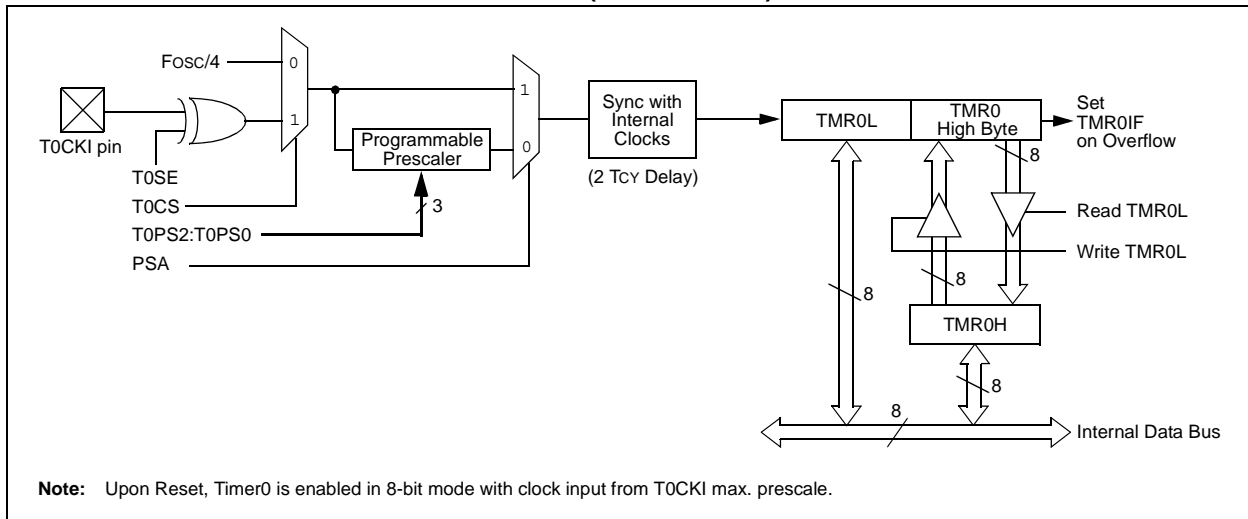 FOSC/4
0
1
T0CKI pin
T0SE
T0CS
T0PS2:T0PS0
PSA
Programmable
Prescaler
3
1
0
Sync with
Internal
Clocks
(2 TCY Delay)
TMR0L
TMR0
High Byte
Set
TMR0IF
on Overflow
8
Read TMR0L
Write TMR0L
8
8
TMR0H
8
8
Internal Data Bus
Note: Upon Reset, Timer0 is enabled in 8-bit mode with clock input from T0CKI max. prescale.